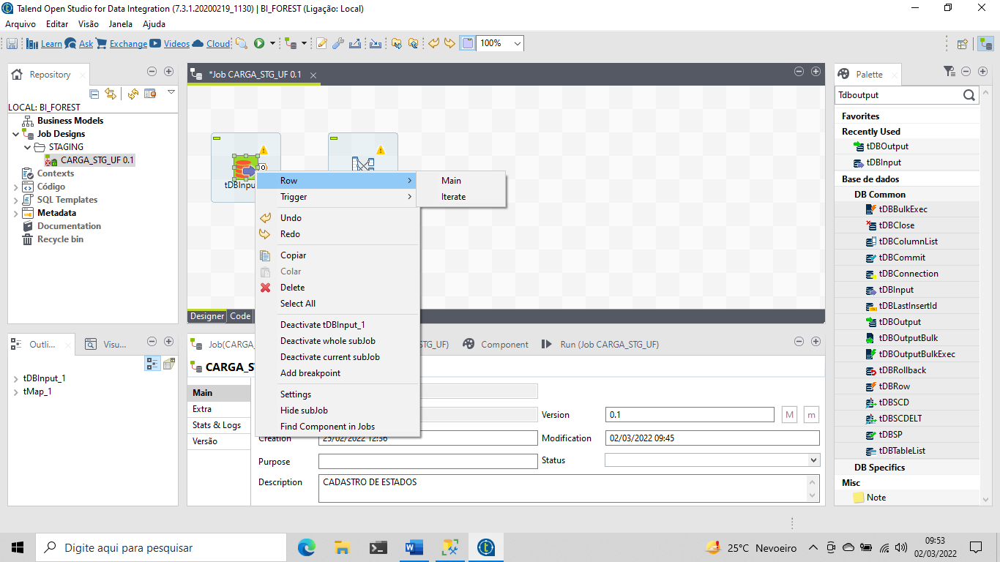 Talend Open Studio for Data Integration (7.3.1.20200219_1130) | BI_FOREST (Ligação: Local)
Arquivo Editar Visão Janela Ajuda
Learn Ask Exchange Videos Cloud 100%
Repository
LOCAL: BI_FOREST
Business Models
Job Designs
STAGING
CARGA_STG_UF 0.1
Contexts
Código
SQL Templates
Metadata
Documentation
Recycle bin
*Job CARGA_STG_UF 0.1
tDBInpu
Row
Trigger
Undo
Redo
Copiar
Colar
Delete
Select All
Deactivate tDBInput_1
Deactivate whole subJob
Deactivate current subJob
Add breakpoint
Settings
Hide subJob
Find Component in Jobs
Main
Iterate
Designer Code
Outli...
Visu...
tDBInput_1
tMap_1
Job(CARGA_ STG_UF) Component Run (Job CARGA_STG_UF)
CARGA_S
Main
Extra
Stats & Logs
Versão
Version 0.1 M m
Creation 25/02/2022 12:36 Modification 02/03/2022 09:45
Purpose Status
Description CADASTRO DE ESTADOS
Palette
Tdboutput
Favorites
Recently Used
tDBOutput
tDBInput
Base de dados
DB Common
tDBBulkExec
tDBClose
tDBColumnList
tDBCommit
tDBConnection
tDBInput
tDBLastInsertId
tDBOutput
tDBOutputBulk
tDBOutputBulkExec
tDBRollback
tDBRow
tDBSCD
tDBSCDELT
tDBSP
tDBTableList
DB Specifics
Misc
Note
Digite aqui para pesquisar
25°C Nevoeiro
09:53
02/03/2022